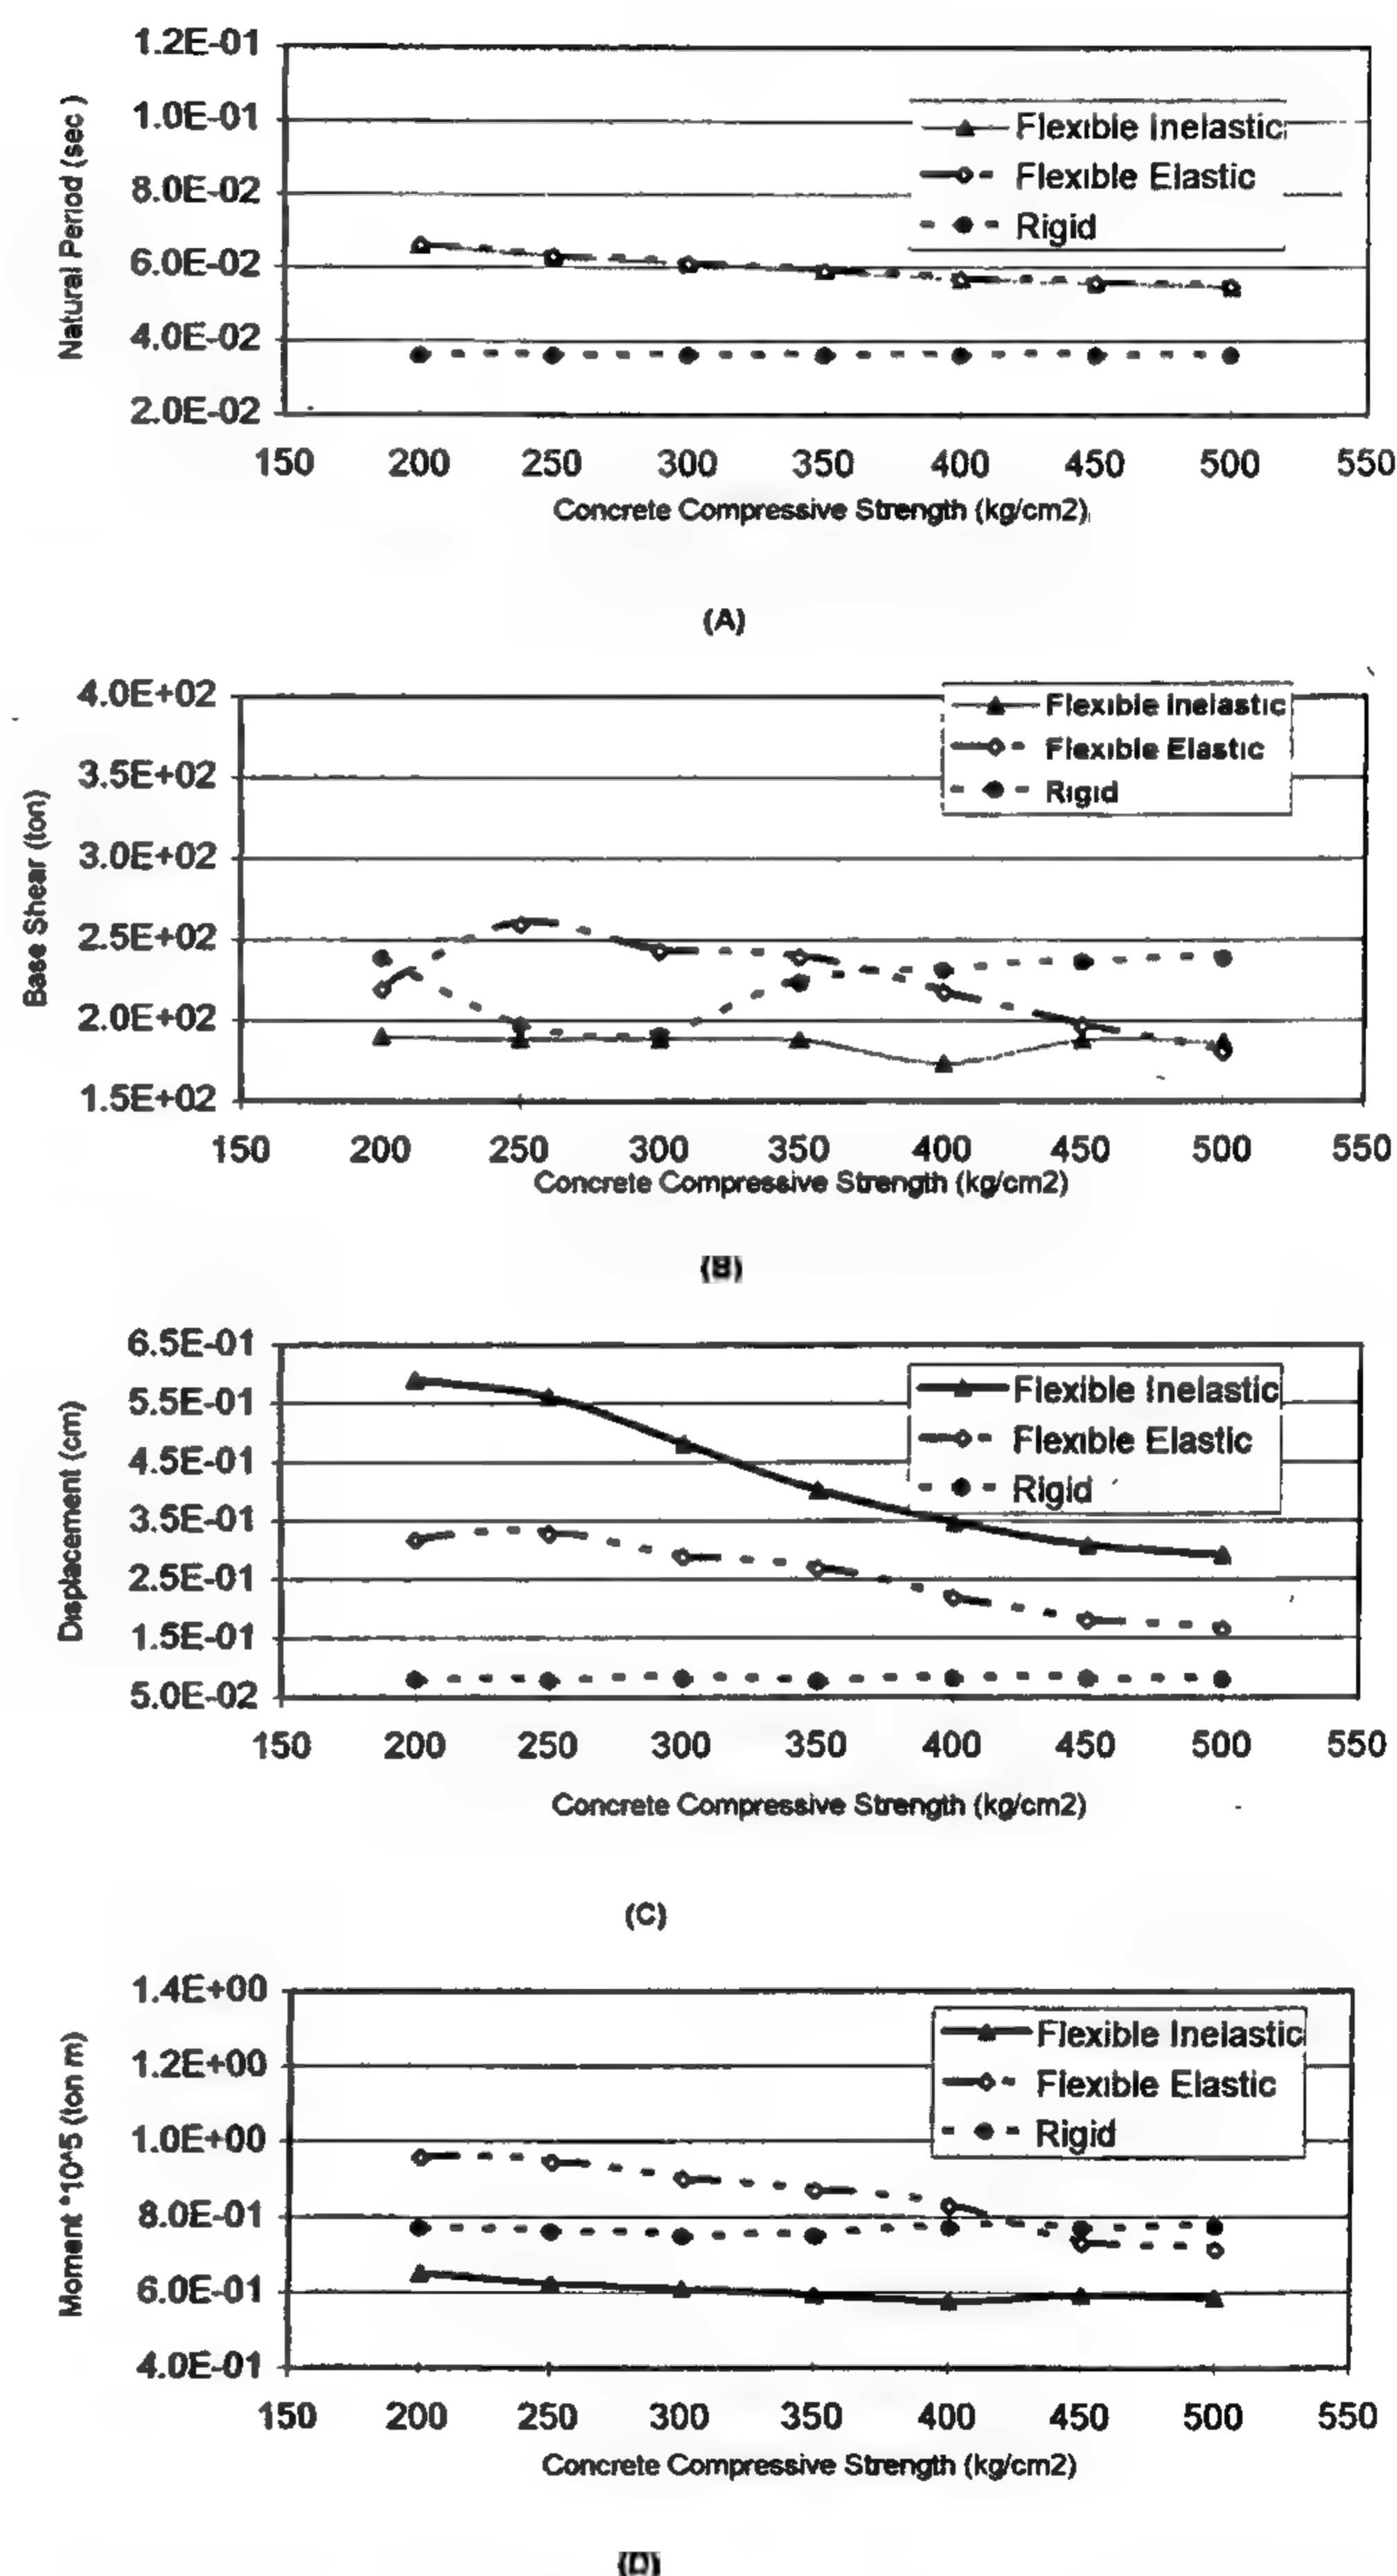 1.2E-01
1.0E-01
8.0E-02
6.0E-02
4.0E-02
2.0E-02
Natural Period (sec )
Flexible Inelastic
Flexible Elastic
Rigid
150 200 250 300 350 400 450 500 550
Concrete Compressive Strength (kg/cm2)
(A)
4.0E+02
3.5E+02
3.0E+02
2.5E+02
2.0E+02
1.5E+02
Base Shear (ton)
Flexible Inelastic
Flexible Elastic
Rigid
150 200 250 300 350 400 450 500 550
Concrete Compressive Strength (kg/cm2)
(B)
6.5E-01
5.5E-01
4.5E-01
3.5E-01
2.5E-01
1.5E-01
5.0E-02
Displacement (cm)
Flexible Inelastic
Flexible Elastic
Rigid
150 200 250 300 350 400 450 500 550
Concrete Compressive Strength (kg/cm2)
(C)
1.4E+00
1.2E+00
1.0E+00
8.0E-01
6.0E-01
4.0E-01
Moment *10^5 (ton m)
Flexible Inelastic
Flexible Elastic
Rigid
150 200 250 300 350 400 450 500 550
Concrete Compressive Strength (kg/cm2)
(D)